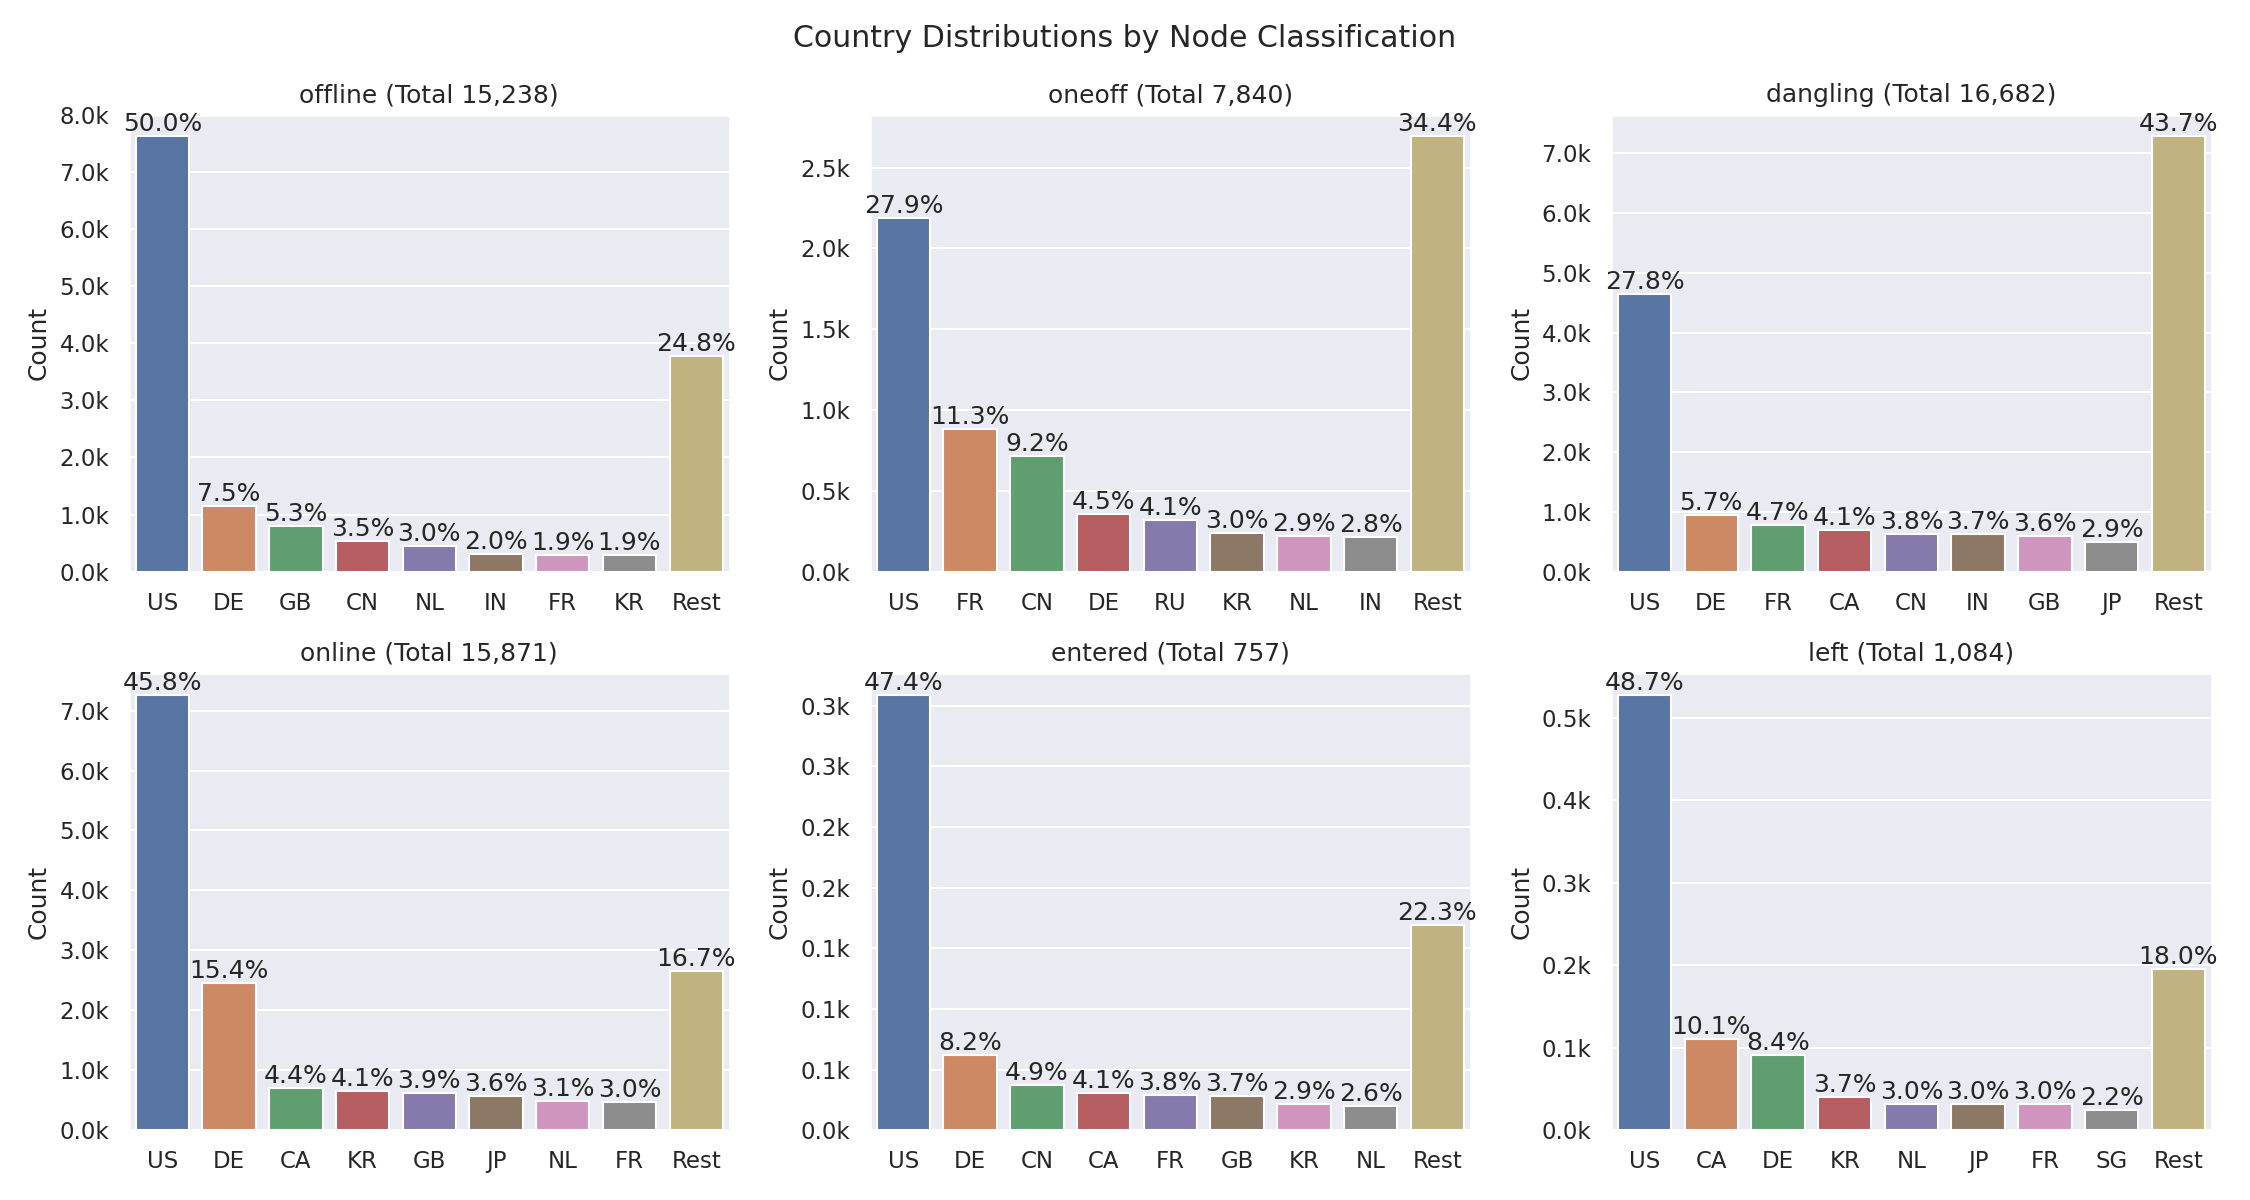 Country Distributions by Node Classification
offline (Total 15,238)
Count
8.0k
7.0k
6.0k
5.0k
4.0k
3.0k
2.0k
1.0k
0.0k
50.0%
7.5%
5.3%
3.5%
3.0%
2.0%
1.9%
1.9%
24.8%
US DE GB CN NL IN FR KR Rest
oneoff (Total 7,840)
Count
2.5k
2.0k
1.5k
1.0k
0.5k
0.0k
27.9%
11.3%
9.2%
4.5%
4.1%
3.0%
2.9%
2.8%
34.4%
US FR CN DE RU KR NL IN Rest
dangling (Total 16,682)
Count
7.0k
6.0k
5.0k
4.0k
3.0k
2.0k
1.0k
0.0k
27.8%
5.7%
4.7%
4.1%
3.8%
3.7%
3.6%
2.9%
43.7%
US DE FR CA CN IN GB JP Rest
online (Total 15,871)
Count
7.0k
6.0k
5.0k
4.0k
3.0k
2.0k
1.0k
0.0k
45.8%
15.4%
4.4%
4.1%
3.9%
3.6%
3.1%
3.0%
16.7%
US DE CA KR GB JP NL FR Rest
entered (Total 757)
Count
0.3k
0.3k
0.2k
0.2k
0.1k
0.1k
0.1k
0.0k
47.4%
8.2%
4.9%
4.1%
3.8%
3.7%
2.9%
2.6%
22.3%
US DE CN CA FR GB KR NL Rest
left (Total 1,084)
Count
0.5k
0.4k
0.3k
0.2k
0.1k
0.0k
48.7%
10.1%
8.4%
3.7%
3.0%
3.0%
3.0%
2.2%
18.0%
US CA DE KR NL JP FR SG Rest